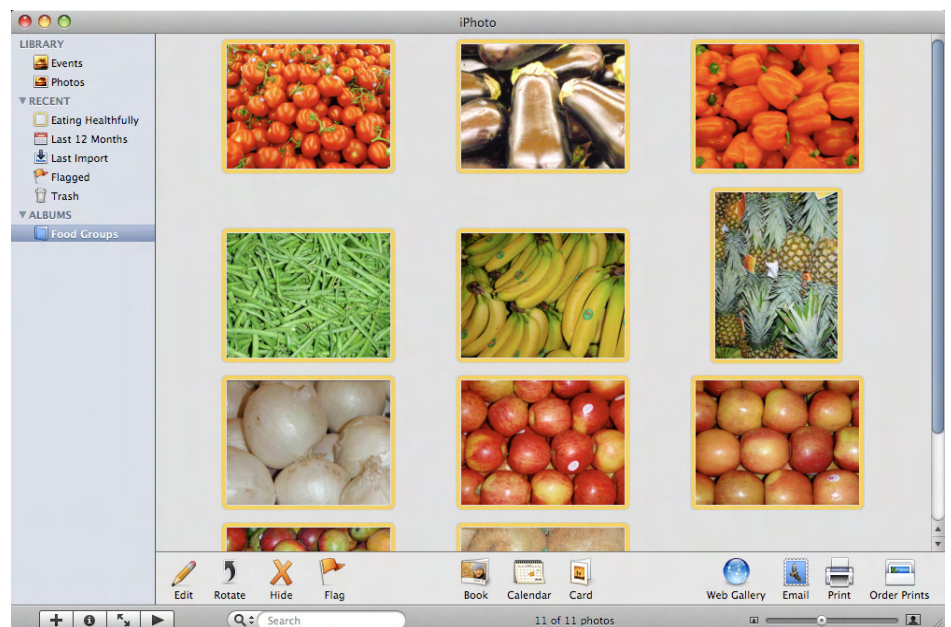 iPhoto
LIBRARY
Events
Photos
RECENT
Eating Healthfully
Last 12 Months
Last Import
Flagged
Trash
ALBUMS
Food Groups
Edit Rotate Hide Flag Book Calendar Card Web Gallery Email Print Order Prints
Search 11 of 11 photos